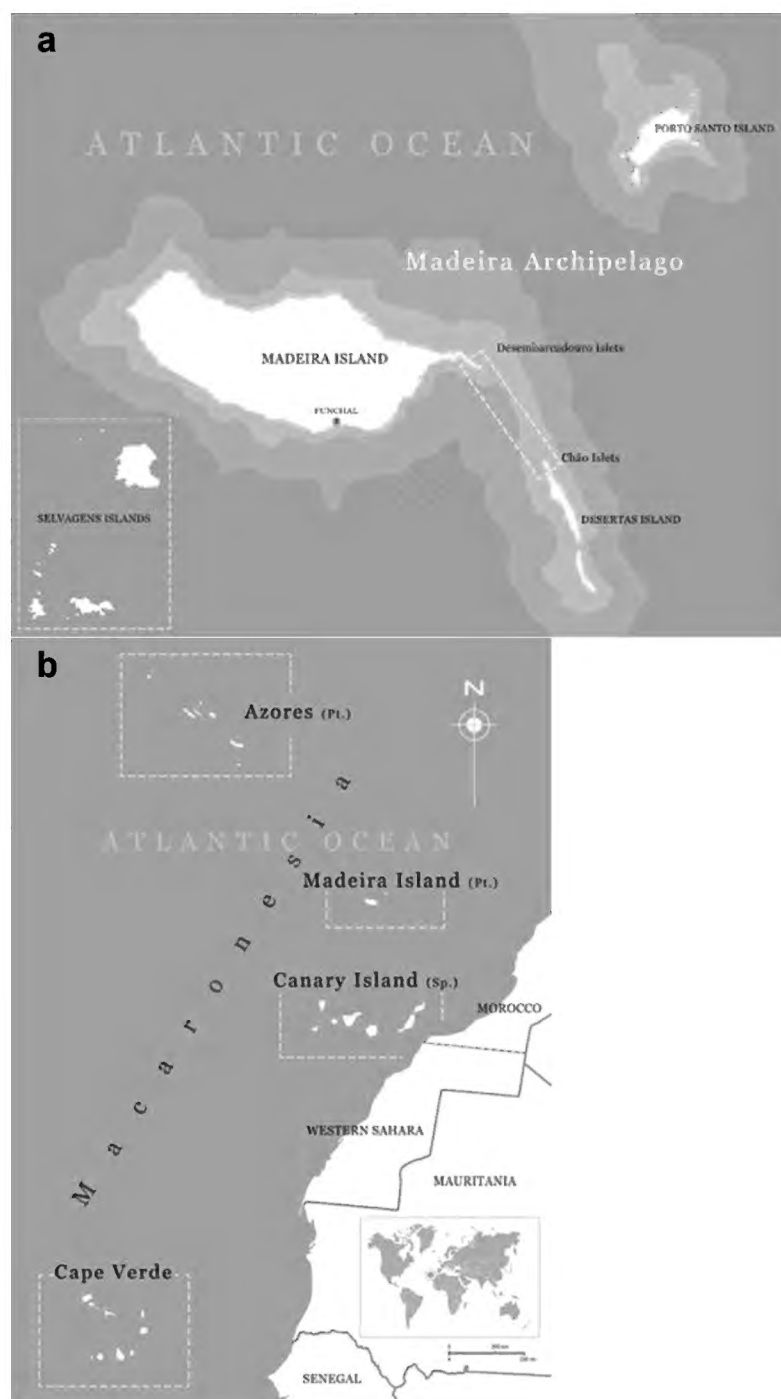 a
PORTO SANTO ISLAND
ATLANTIC OCEAN
Madeira Archipelago
Desembarcadouro Islets
MADEIRA ISLAND
FUNCHAL
Chão Islets
SELVAGENS ISLANDS
DESERTAS ISLAND
b
N
Azores (Pt.)
ATLANTIC OCEAN
Macaronesia
Madeira Island (Pt.)
Canary Island (Sp.)
MOROCCO
WESTERN SAHARA
MAURITANIA
Cape Verde
SENEGAL